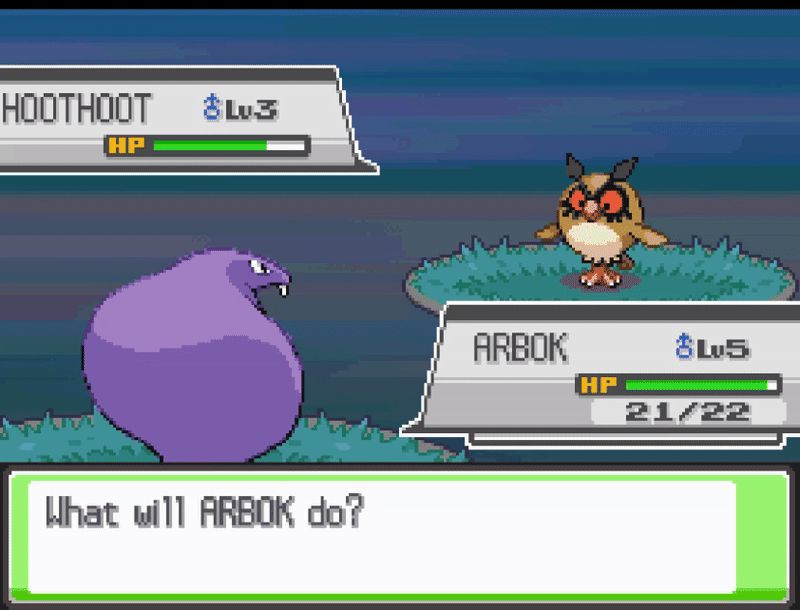 HOOTHOOT ♂Lv3
HP
ARBOK ♂Lv5
HP
21/22
What will ARBOK do?